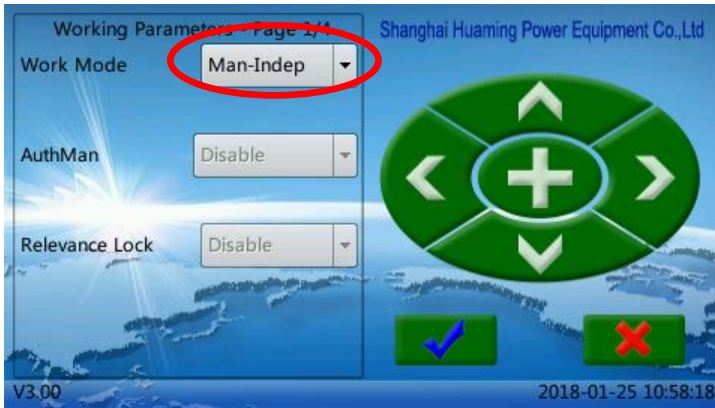 Working Parameters - Page 1/4
Shanghai Huaming Power Equipment Co.,Ltd
Work Mode
Man-Indep
AuthMan
Disable
Relevance Lock
Disable
V3.00
2018-01-25 10:58:18